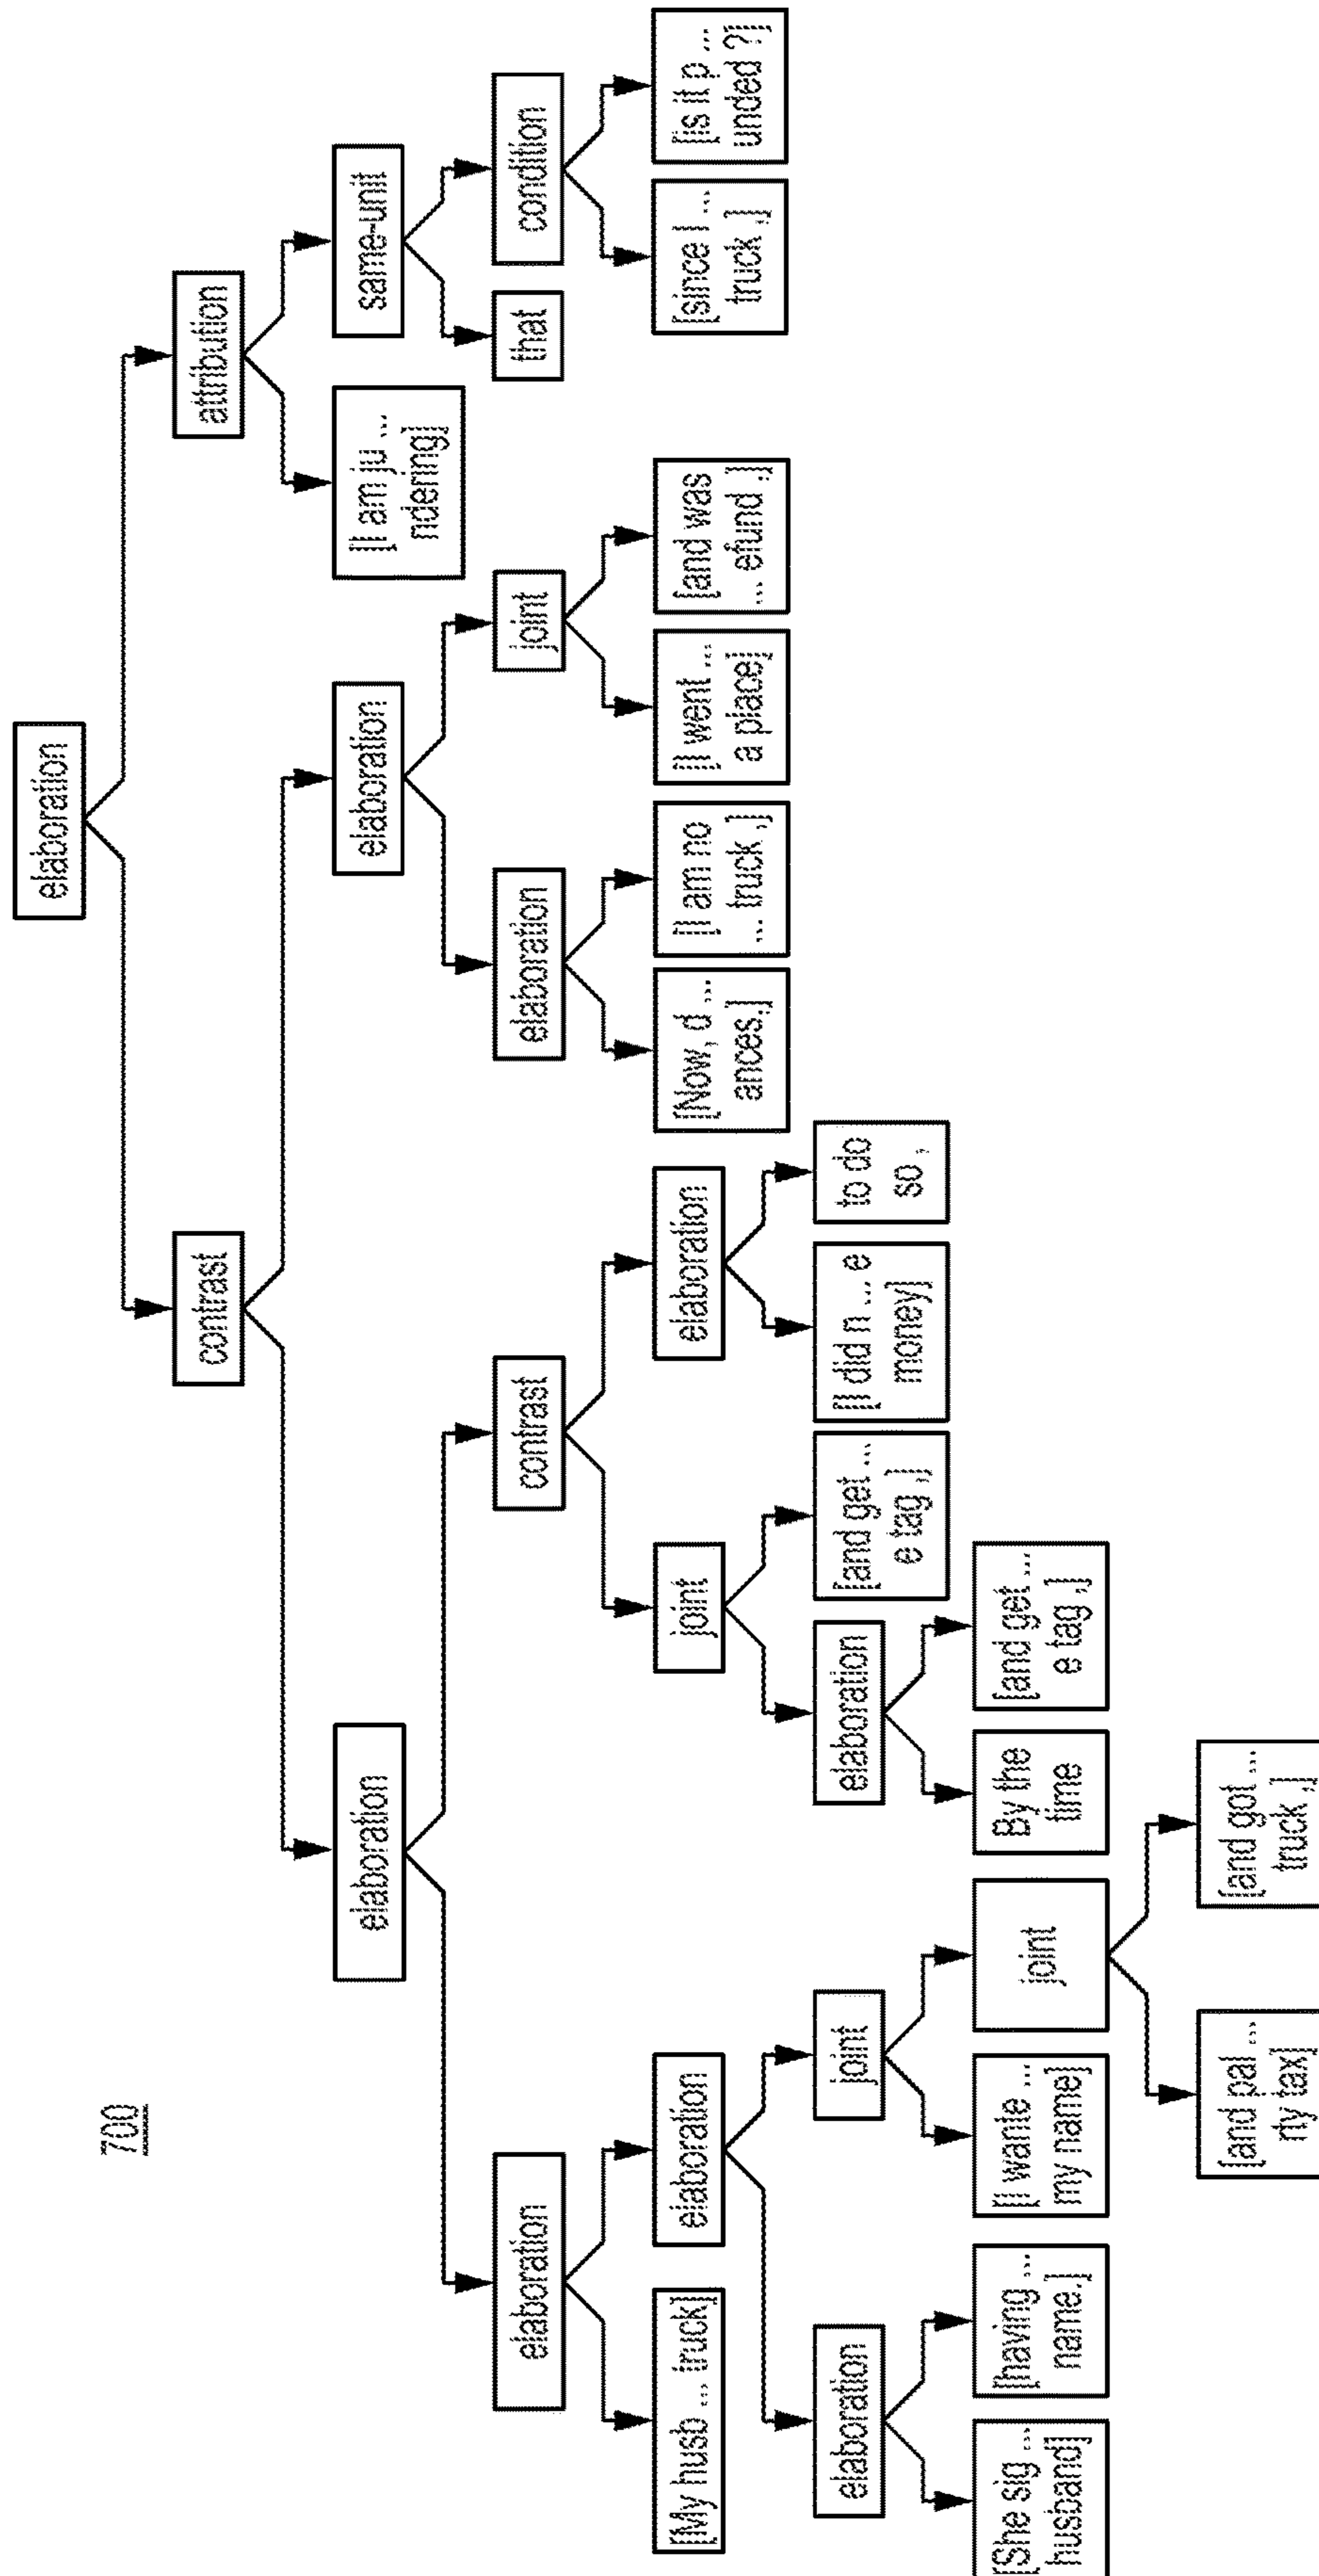 700
elaboration
contrast
attribution
elaboration
elaboration
[I am ju ...
ndering]
same-unit
elaboration
contrast
elaboration
joint
that
condition
[My husb ... truck]
elaboration
joint
elaboration
[Now, d ...
ances.]
[I am no
... truck ,]
[I went ...
a place]
[and was
... efund ,]
[since I ...
truck ,]
[is it p ...
unded ?]
elaboration
joint
elaboration
[and get ...
e tag ,]
[I did n ... e
money]
to do
so ,
[She sig ...
husband]
[having ...
name.]
[I wante ...
my name]
joint
By the
time
[and get ...
e tag ,]
[and pai ...
rty tax]
[and got ...
truck ,]